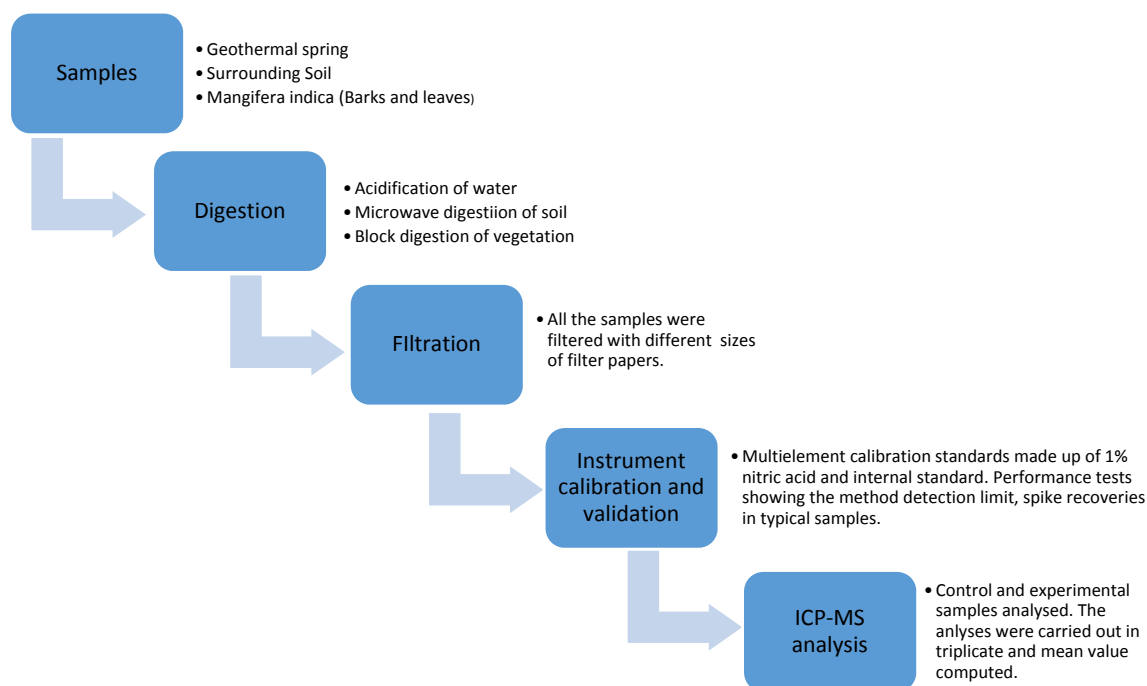 Samples
• Geothermal spring
• Surrounding Soil
• Mangifera indica (Barks and leaves)
Digestion
• Acidification of water
• Microwave digestiion of soil
• Block digestion of vegetation
FIltration
• All the samples were
filtered with different sizes
of filter papers.
Instrument
calibration and
validation
• Multielement calibration standards made up of 1%
nitric acid and internal standard. Performance tests
showing the method detection limit, spike recoveries
in typical samples.
ICP-MS
analysis
• Control and experimental
samples analysed. The
anlyses were carried out in
triplicate and mean value
computed.